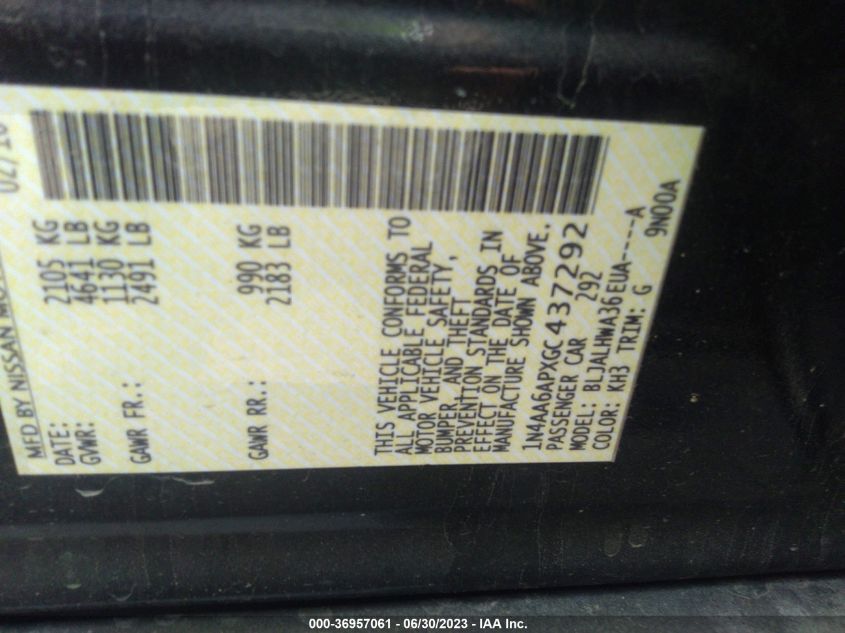 MFD BY NISSAN MO
DATE: 02/16
GVWR: 2105 KG
4641 LB
GAWR FR.: 1130 KG
2491 LB
GAWR RR.: 990 KG
2183 LB
THIS VEHICLE CONFORMS TO
ALL APPLICABLE FEDERAL
MOTOR VEHICLE SAFETY,
BUMPER, AND THEFT
PREVENTION STANDARDS IN
EFFECT ON THE DATE OF
MANUFACTURE SHOWN ABOVE.
1N4AA6APXGC437292
PASSENGER CAR 292
MODEL: BLJALHWA36EUA----A
COLOR: KH3 TRIM: G 9N00A
000-36957061 - 06/30/2023 - IAA Inc.